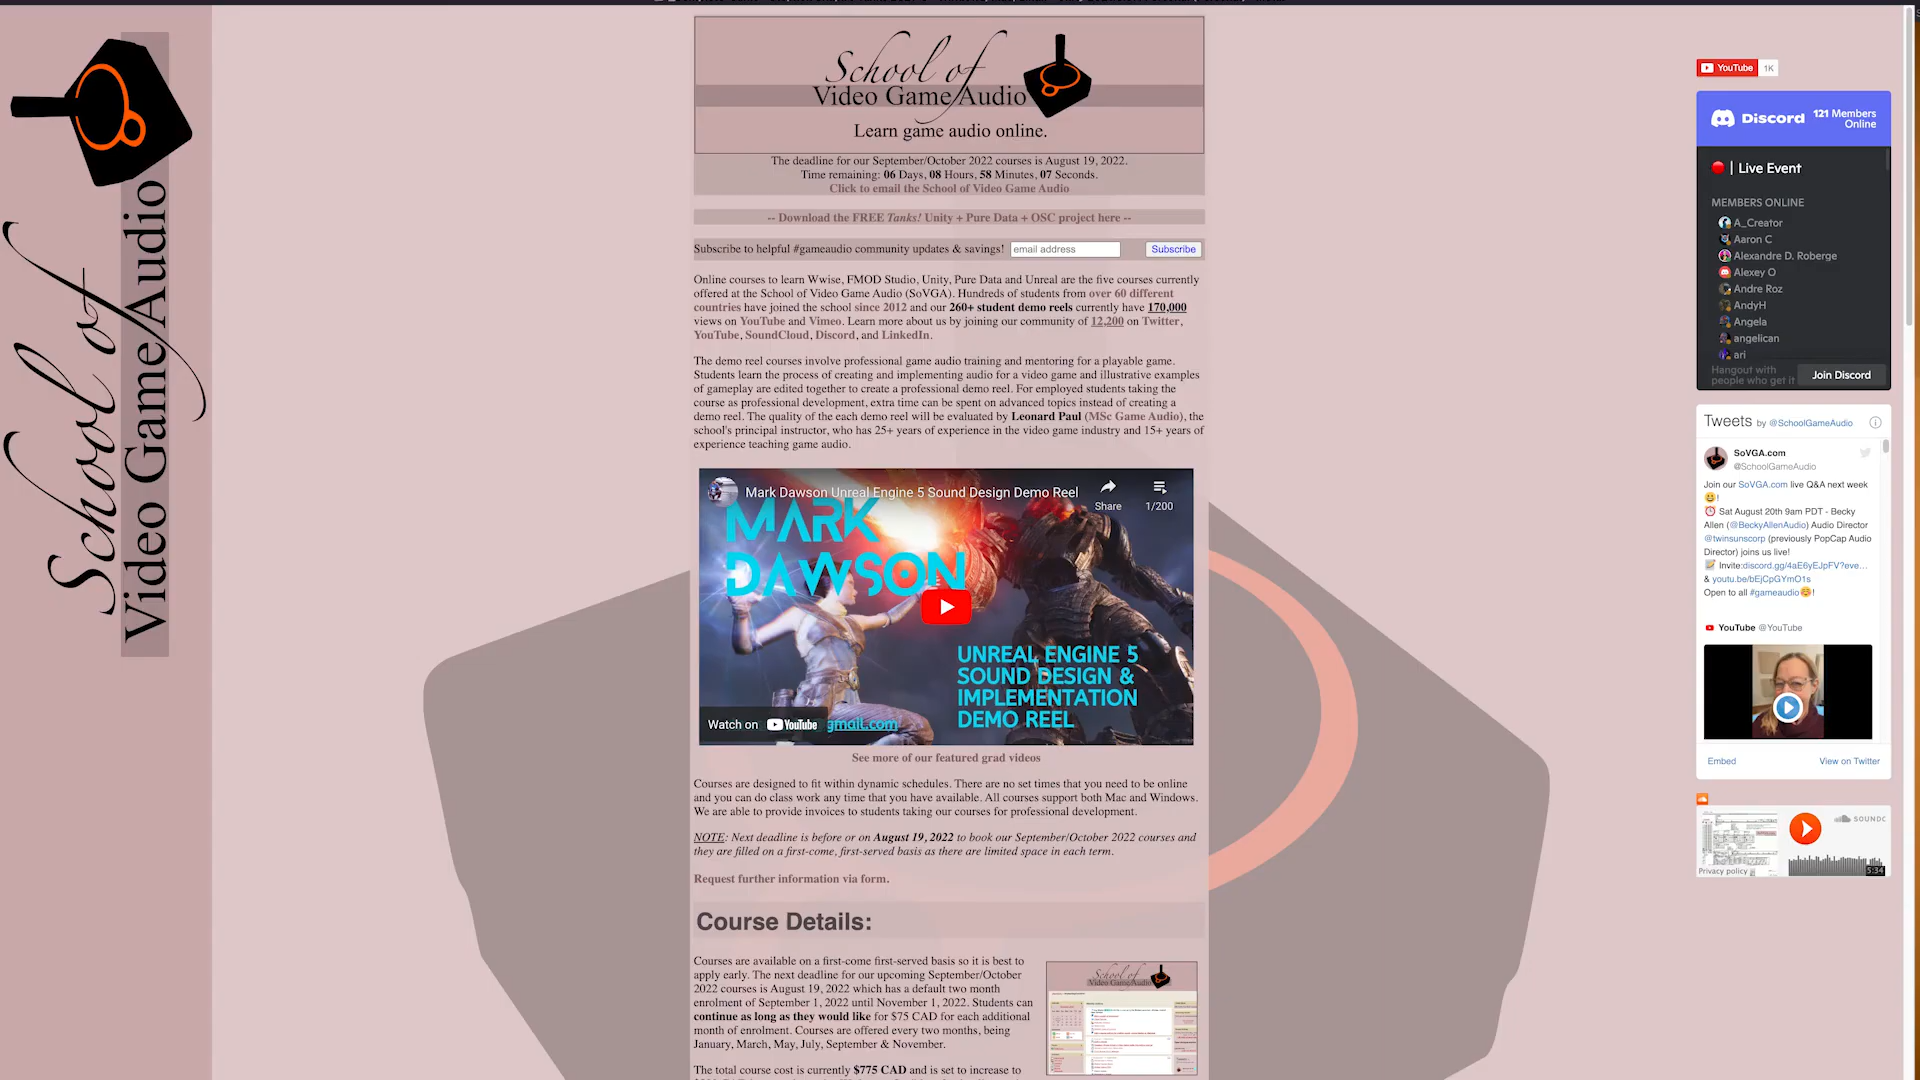 School of
Video Game Audio
School of
Video Game Audio
Learn game audio online.
The deadline for our September/October 2022 courses is August 19, 2022.
Time remaining: 06 Days, 08 Hours, 58 Minutes, 07 Seconds.
Click to email the School of Video Game Audio
-- Download the FREE Tanks! Unity + Pure Data + OSC project here --
Subscribe to helpful #gameaudio community updates & savings! email address Subscribe
Online courses to learn Wwise, FMOD Studio, Unity, Pure Data and Unreal are the five courses currently
offered at the School of Video Game Audio (SoVGA). Hundreds of students from over 60 different
countries have joined the school since 2012 and our 260+ student demo reels currently have 170,000
views on YouTube and Vimeo. Learn more about us by joining our community of 12,200 on Twitter,
YouTube, SoundCloud, Discord, and LinkedIn.
The demo reel courses involve professional game audio training and mentoring for a playable game.
Students learn the process of creating and implementing audio for a video game and illustrative examples
of gameplay are edited together to create a professional demo reel. For employed students taking the
course as professional development, extra time can be spent on advanced topics instead of creating a
demo reel. The quality of the each demo reel will be evaluated by Leonard Paul (MSc Game Audio), the
school's principal instructor, who has 25+ years of experience in the video game industry and 15+ years of
experience teaching game audio.
Mark Dawson Unreal Engine 5 Sound Design Demo Reel
Share
1/200
MARK
DAWSON
UNREAL ENGINE 5
SOUND DESIGN &
IMPLEMENTATION
DEMO REEL
Watch on YouTube gmail.com
See more of our featured grad videos
Courses are designed to fit within dynamic schedules. There are no set times that you need to be online
and you can do class work any time that you have available. All courses support both Mac and Windows.
We are able to provide invoices to students taking our courses for professional development.
NOTE: Next deadline is before or on August 19, 2022 to book our September/October 2022 courses and
they are filled on a first-come, first-served basis as there are limited space in each term.
Request further information via form.
Course Details:
Courses are available on a first-come first-served basis so it is best to
apply early. The next deadline for our upcoming September/October
2022 courses is August 19, 2022 which has a default two month
enrolment of September 1, 2022 until November 1, 2022. Students can
continue as long as they would like for $75 CAD for each additional
month of enrolment. Courses are offered every two months, being
January, March, May, July, September & November.
The total course cost is currently $775 CAD and is set to increase to
School of
Video Game Audio
YouTube 1K
Discord 121 Members
Online
| Live Event
MEMBERS ONLINE
A_Creator
Aaron C
Alexandre D. Roberge
Alexey O
Andre Roz
AndyH
Angela
angelican
ari
Hangout with
people who get it
Join Discord
Tweets by @SchoolGameAudio
SoVGA.com
@SchoolGameAudio
Join our SoVGA.com live Q&A next week
😃!
⏰ Sat August 20th 9am PDT - Becky
Allen (@BeckyAllenAudio) Audio Director
@twinsunscorp (previously PopCap Audio
Director) joins us live!
📝 Invite:discord.gg/4aE6yEJpFV?eve...
& youtu.be/bEjCpGYmO1s
Open to all #gameaudio🥰!
YouTube @YouTube
Embed View on Twitter
SOUNDC
Privacy policy
5:34